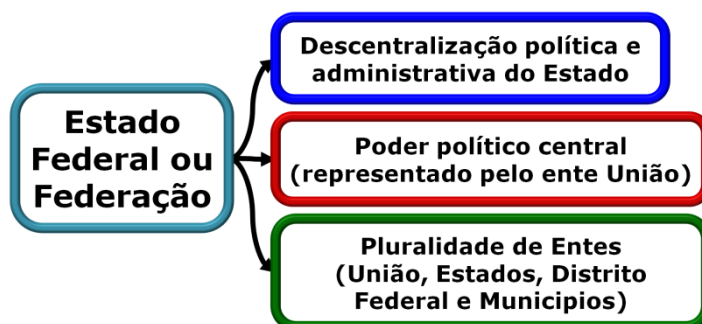 Estado
Federal ou
Federação
Descentralização política e
administrativa do Estado
Poder político central
(representado pelo ente União)
Pluralidade de Entes
(União, Estados, Distrito
Federal e Municipios)